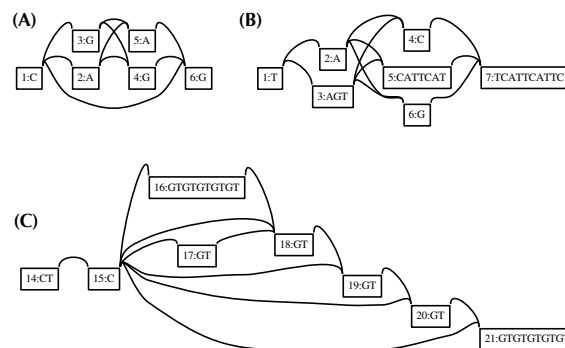 (A)
3:G 5:A
1:C 2:A 4:G 6:G
(B)
4:C
2:A
1:T 5:CATTCAT 7:TCATTCATTC
3:AGT
6:G
(C)
16:GTGTGTGTGT
18:GT
17:GT
14:CT 15:C
19:GT
20:GT
21:GTGTGTGTGT